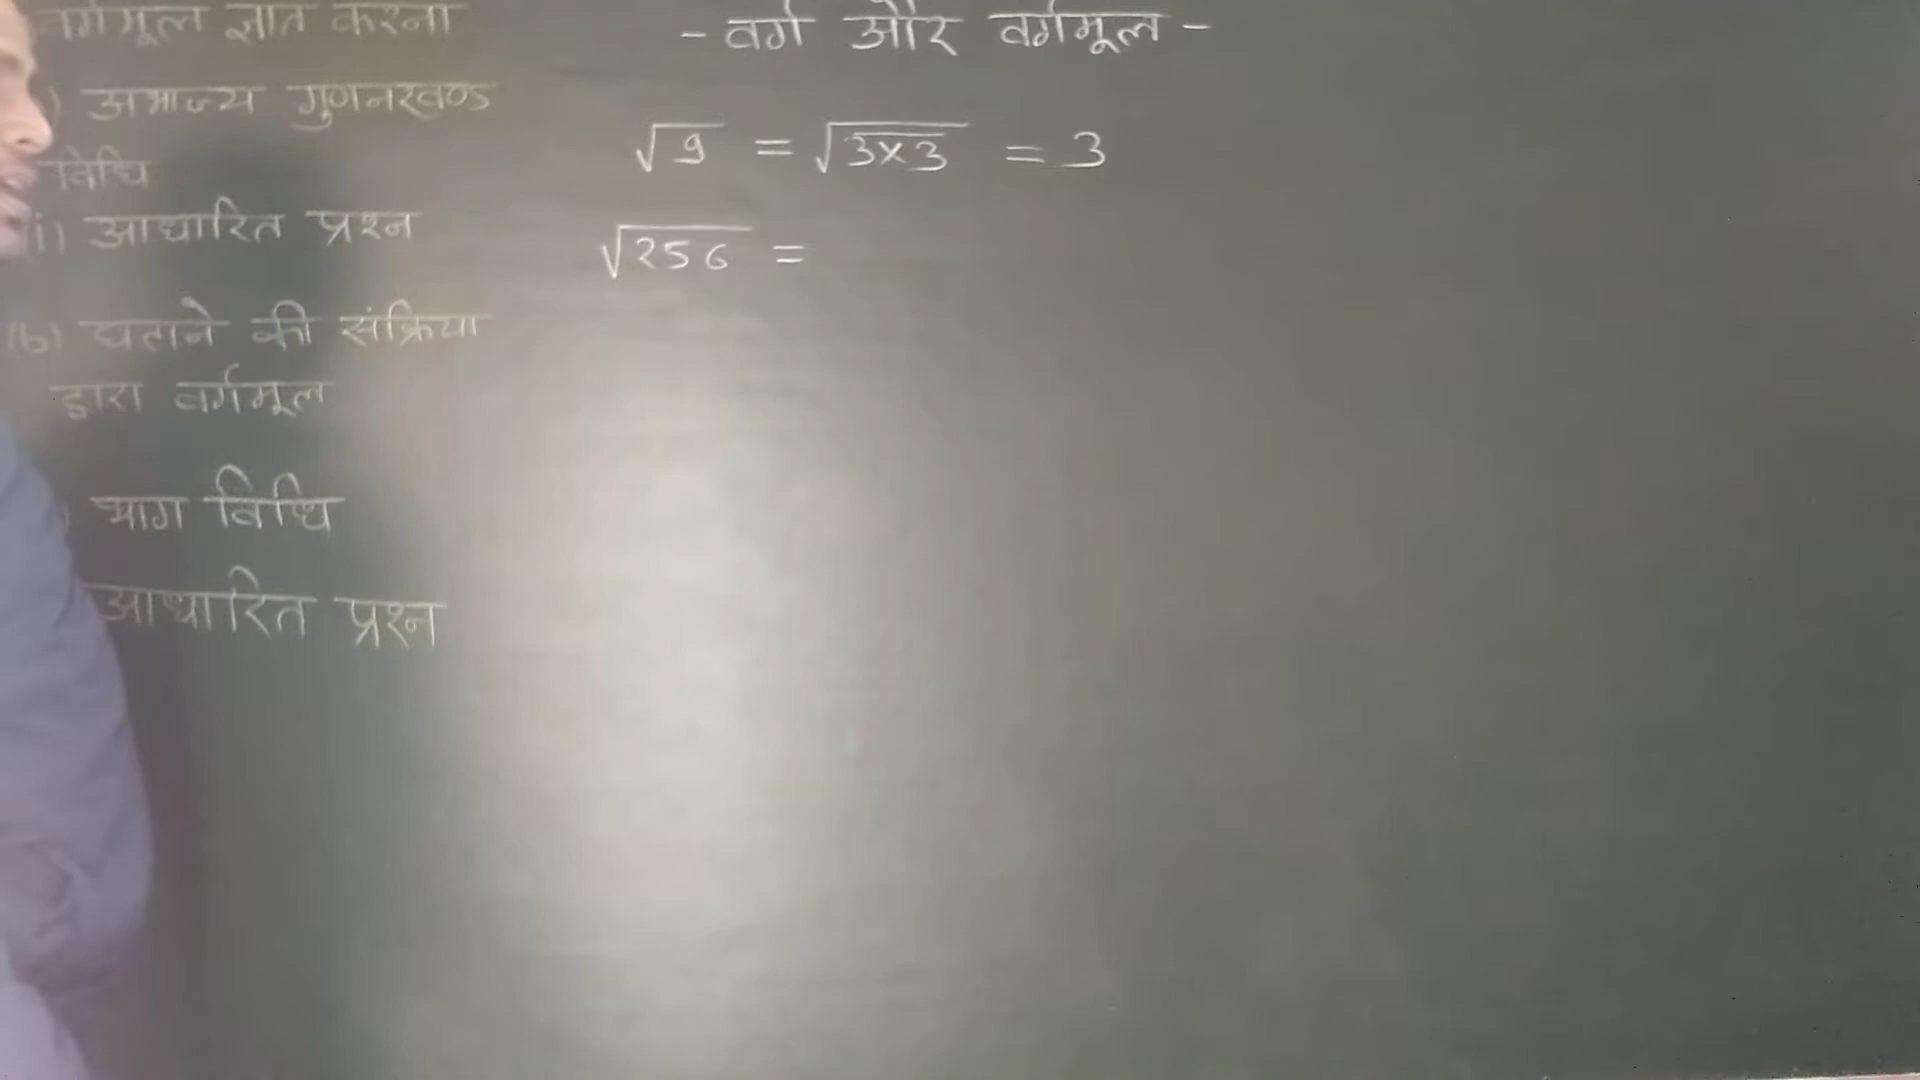 - वर्ग और वर्गमूल -
वर्गमूल ज्ञात करना
) अभाज्य गुणनखण्ड
विधि
i) आधारित प्रश्न
(b) घटाने की संक्रिया
द्वारा वर्गमूल
भाग विधि
आधारित प्रश्न
√9 = √3×3 = 3
√256 =